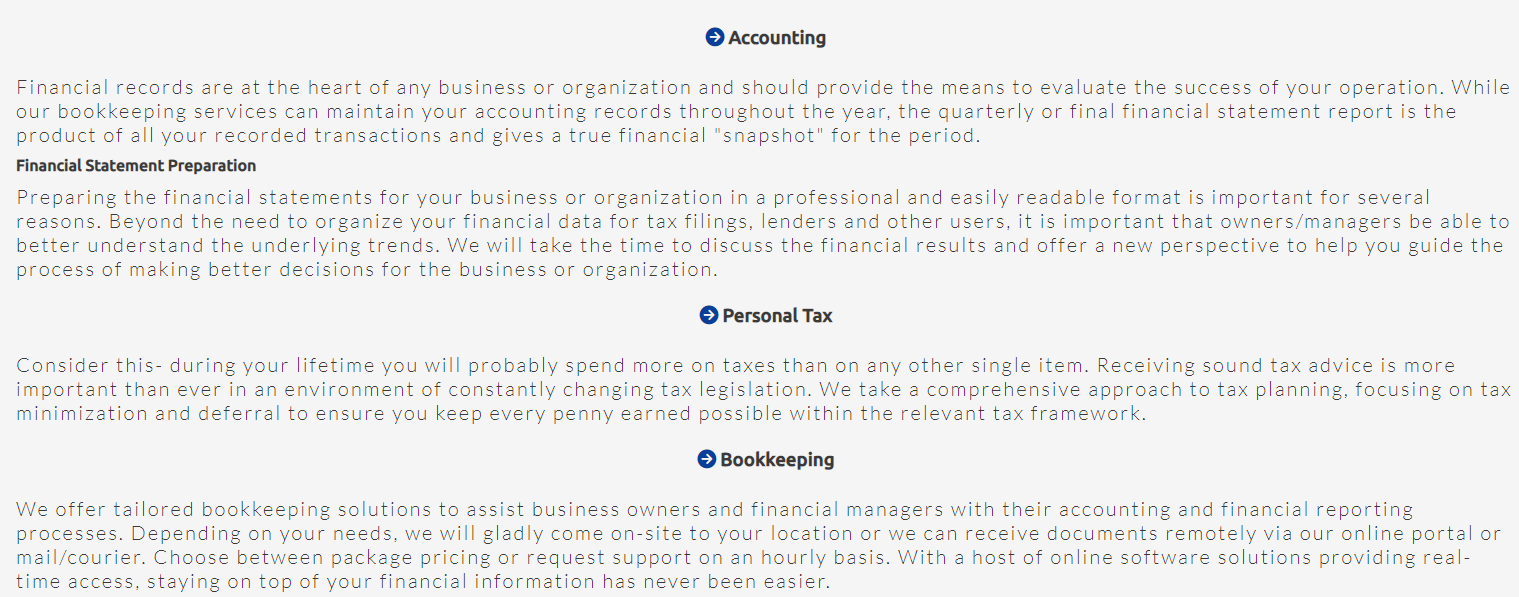 Accounting
Financial records are at the heart of any business or organization and should provide the means to evaluate the success of your operation. While
our bookkeeping services can maintain your accounting records throughout the year, the quarterly or final financial statement report is the
product of all your recorded transactions and gives a true financial "snapshot" for the period.
Financial Statement Preparation
Preparing the financial statements for your business or organization in a professional and easily readable format is important for several
reasons. Beyond the need to organize your financial data for tax filings, lenders and other users, it is important that owners/managers be able to
better understand the underlying trends. We will take the time to discuss the financial results and offer a new perspective to help you guide the
process of making better decisions for the business or organization.
Personal Tax
Consider this- during your lifetime you will probably spend more on taxes than on any other single item. Receiving sound tax advice is more
important than ever in an environment of constantly changing tax legislation. We take a comprehensive approach to tax planning, focusing on tax
minimization and deferral to ensure you keep every penny earned possible within the relevant tax framework.
Bookkeeping
We offer tailored bookkeeping solutions to assist business owners and financial managers with their accounting and financial reporting
processes. Depending on your needs, we will gladly come on-site to your location or we can receive documents remotely via our online portal or
mail/courier. Choose between package pricing or request support on an hourly basis. With a host of online software solutions providing real-
time access, staying on top of your financial information has never been easier.